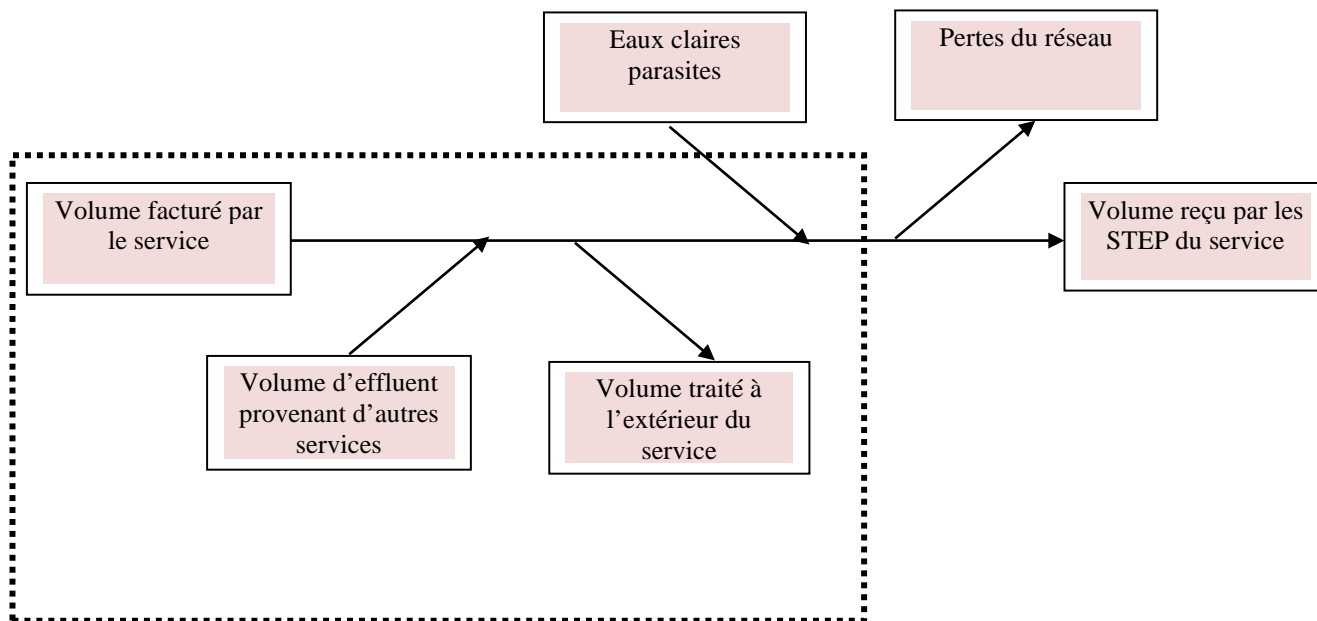 Eaux claires
parasites
Pertes du réseau
Volume facturé par
le service
Volume reçu par les
STEP du service
Volume d’effluent
provenant d’autres
services
Volume traité à
l’extérieur du
service